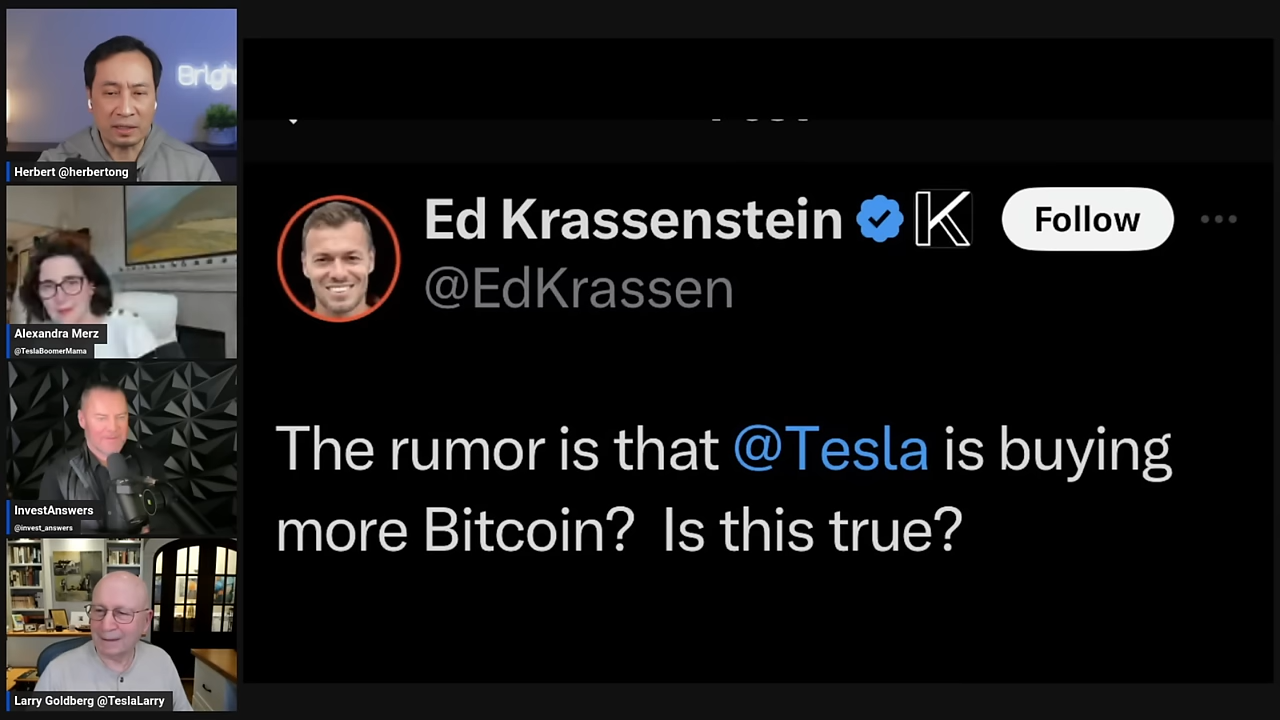 Brigh
Herbert @herbertong
Alexandra Merz
@TeslaBoomerMama
InvestAnswers
@invest_answers
Larry Goldberg @TeslaLarry
Ed Krassenstein
Follow
@EdKrassen
The rumor is that @Tesla is buying
more Bitcoin? Is this true?